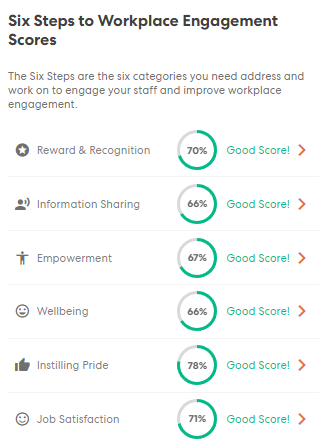 Six Steps to Workplace Engagement
Scores
The Six Steps are the six categories you need address and
work on to engage your staff and improve workplace
engagement.
Reward & Recognition 70% Good Score!
Information Sharing 66% Good Score!
Empowerment 67% Good Score!
Wellbeing 66% Good Score!
Instilling Pride 78% Good Score!
Job Satisfaction 71% Good Score!